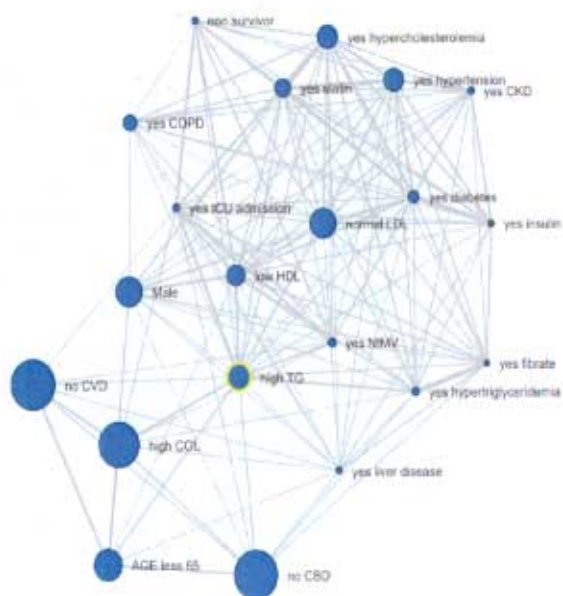 non survivor
yes hypercholesterolemia
yes statin
yes hypertension
yes CKD
yes COPD
yes diabetes
yes ICU admission
normal LDL
yes insulin
low HDL
Male
yes NIMV
yes fibrate
high TG
no CVD
yes hypertriglyceridemia
high COL
yes liver disease
AGE less 65
no CBD